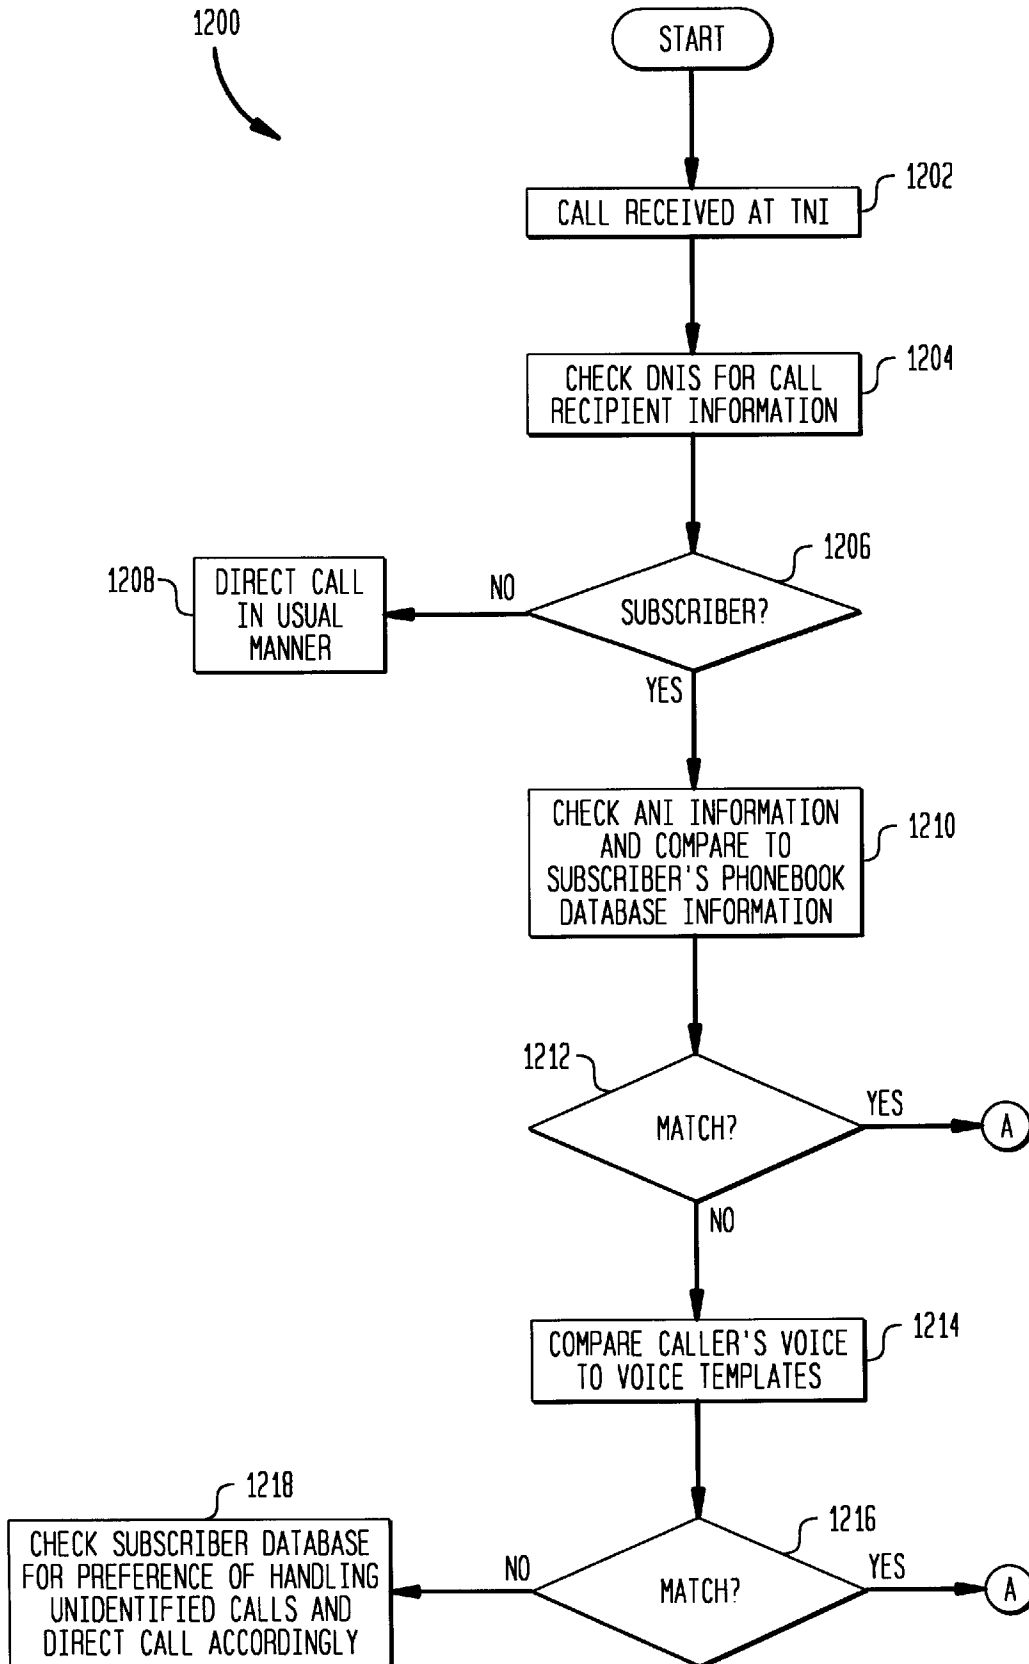 1200
START
1202
CALL RECEIVED AT TNI
1204
CHECK DNIS FOR CALL
RECIPIENT INFORMATION
1206
SUBSCRIBER?
NO
1208
DIRECT CALL
IN USUAL
MANNER
YES
CHECK ANI INFORMATION
AND COMPARE TO
SUBSCRIBER'S PHONEBOOK
DATABASE INFORMATION
1210
1212
MATCH?
YES
A
NO
COMPARE CALLER'S VOICE
TO VOICE TEMPLATES
1214
1216
MATCH?
YES
A
NO
1218
CHECK SUBSCRIBER DATABASE
FOR PREFERENCE OF HANDLING
UNIDENTIFIED CALLS AND
DIRECT CALL ACCORDINGLY